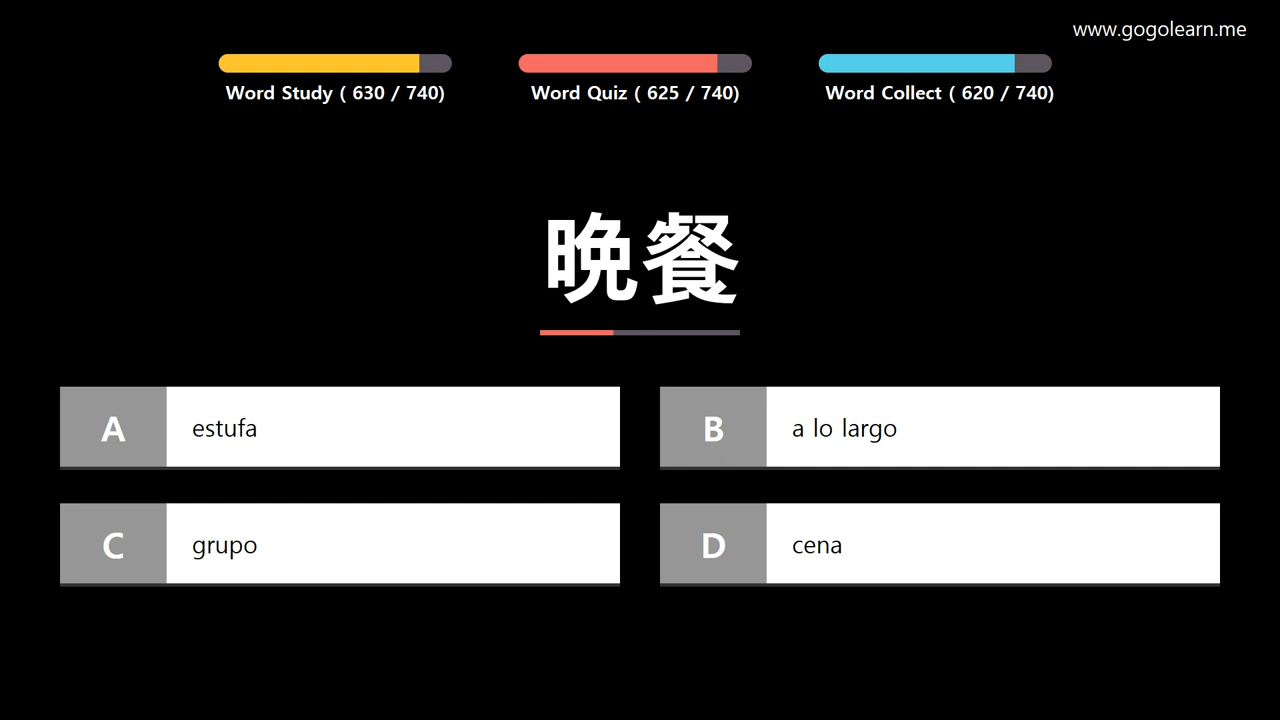 www.gogolearn.me
Word Study ( 630 / 740)
Word Quiz ( 625 / 740)
Word Collect ( 620 / 740)
晩餐
A estufa
B a lo largo
C grupo
D cena